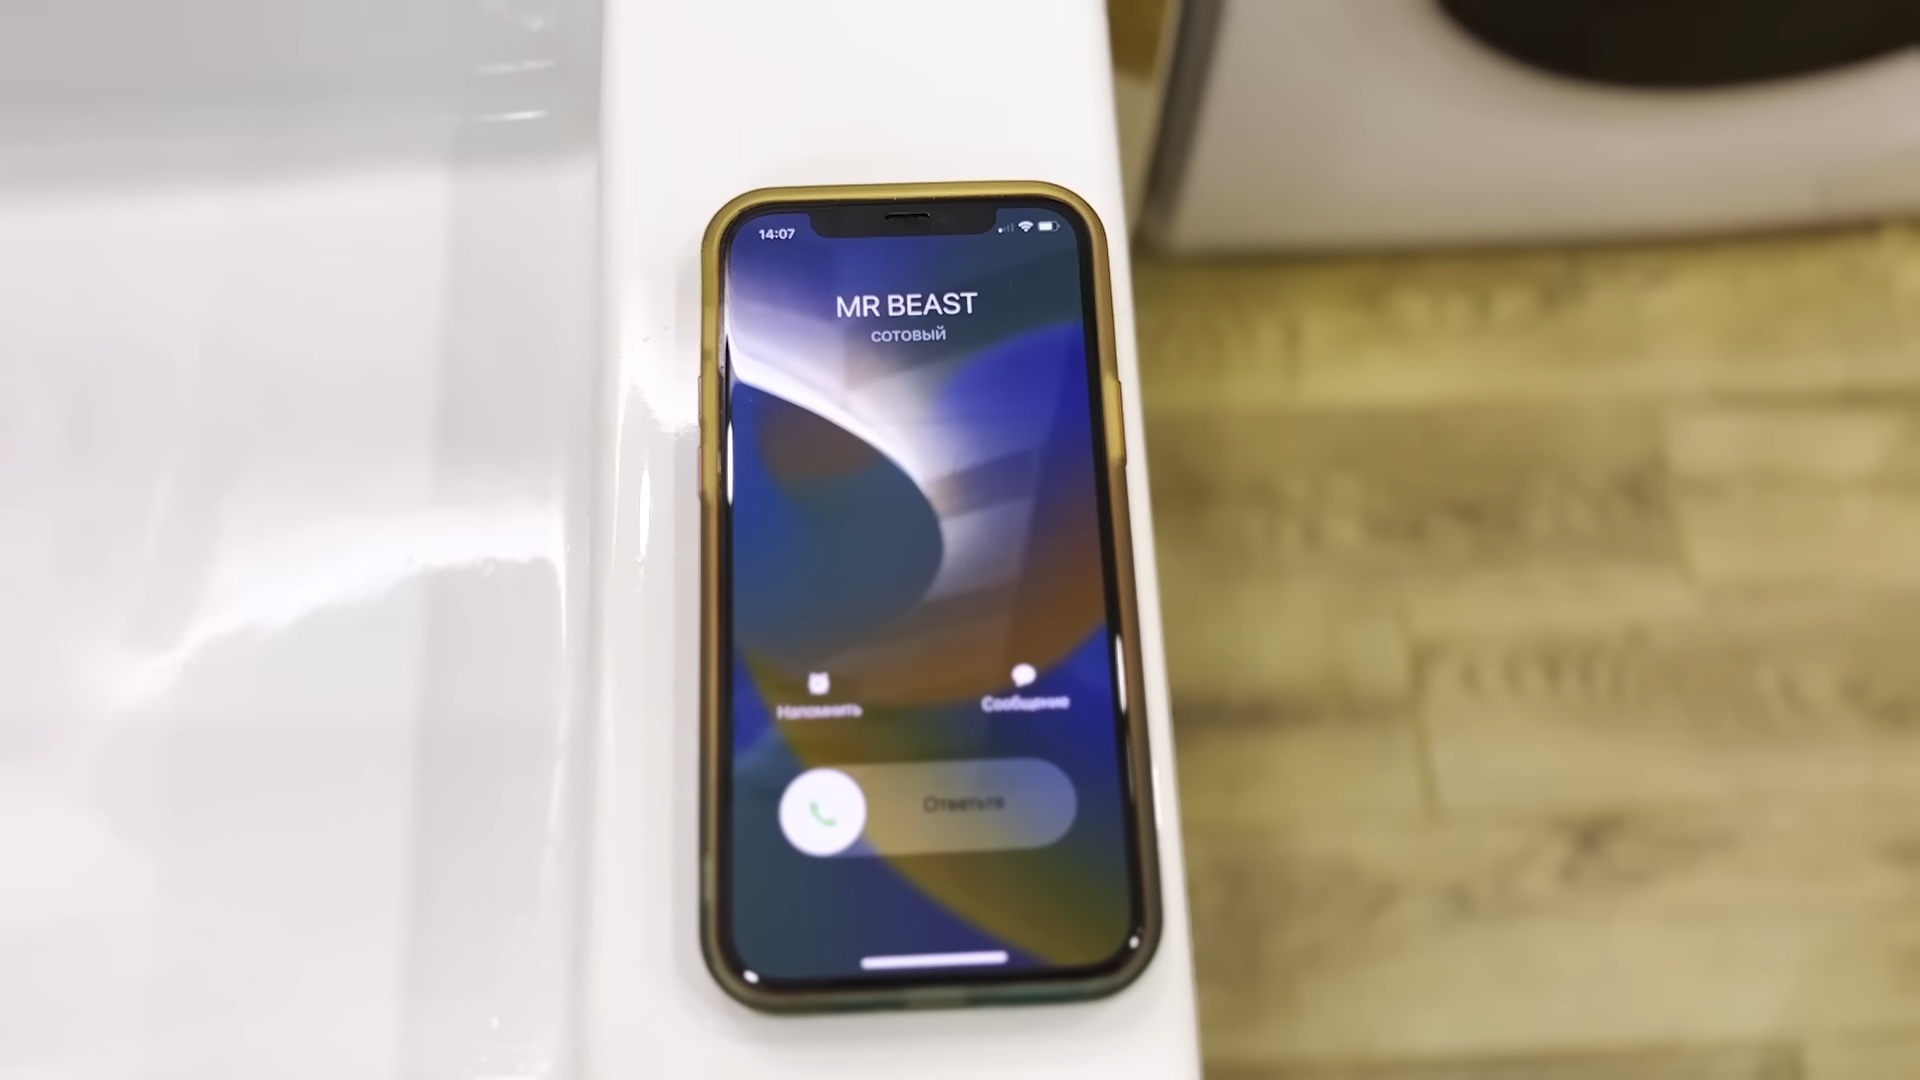 14:07
MR BEAST
сотовый
Напомнить
Сообщение
Ответьте